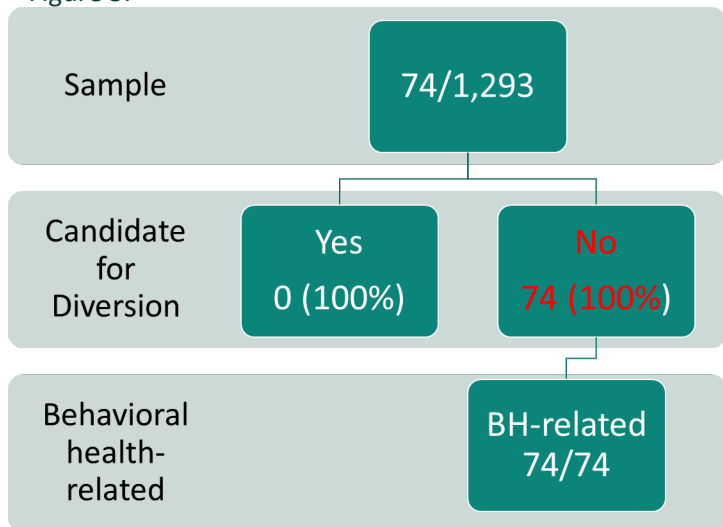 Sample
74/1,293
Candidate
for
Diversion
Yes
0 (100%)
No
74 (100%)
Behavioral
health-
related
BH-related
74/74